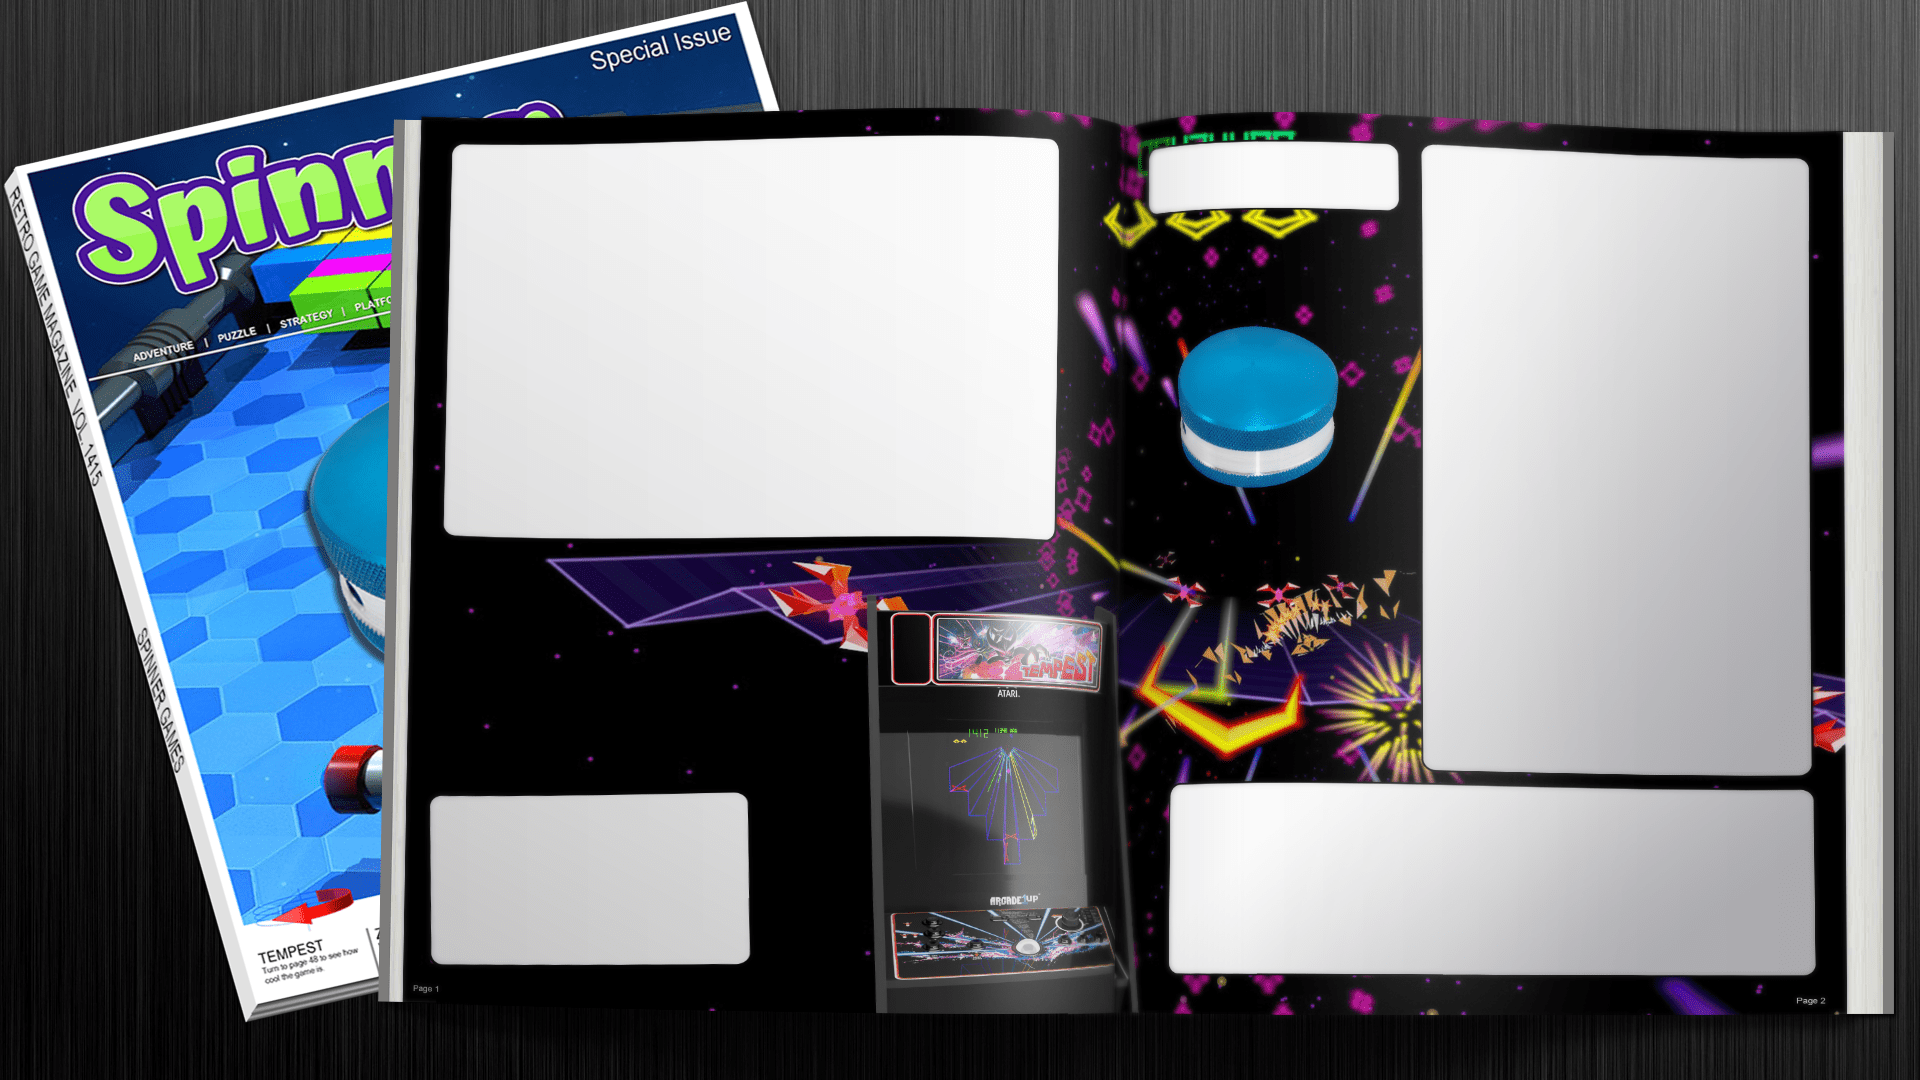 Special Issue
Spinn
ADVENTURE | PUZZLE | STRATEGY | PLATFO
RETRO GAME MAGAZINE VOL. 1415
SPINNER GAMES
TEMPEST
Turn to page 48 to see how
cool the game is.
TEMPEST
ATARI
1412
ARCADE1UP
Page 1
Page 2